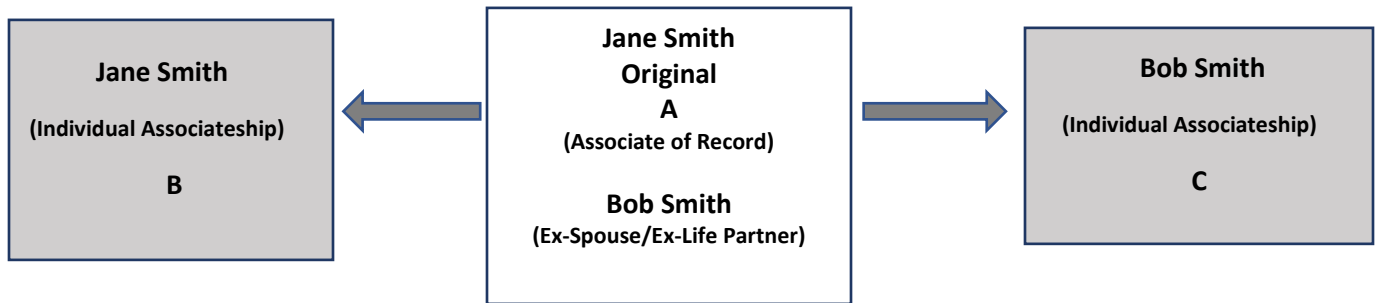 Jane Smith
(Individual Associateship)
B
Jane Smith
Original
A
(Associate of Record)
Bob Smith
(Ex-Spouse/Ex-Life Partner)
Bob Smith
(Individual Associateship)
C